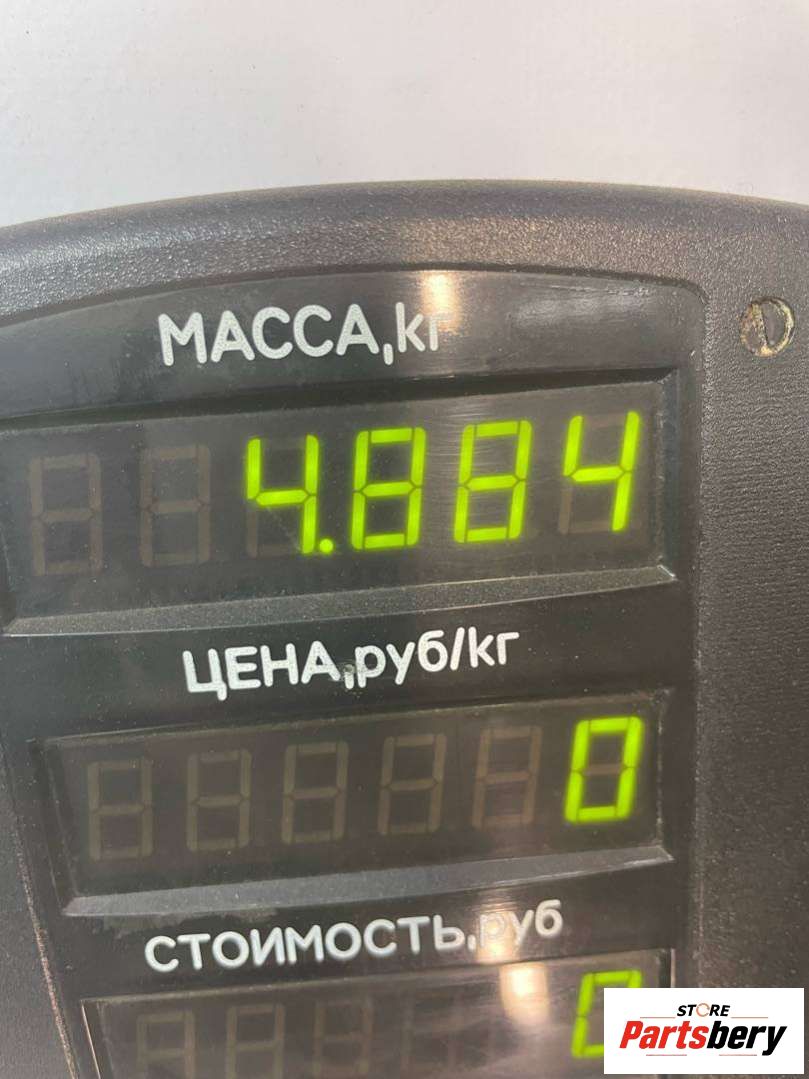 МАССА,кг
4.884
ЦЕНА,руб/кг
0
СТОИМОСТЬ,руб
0
STORE
Partsbery